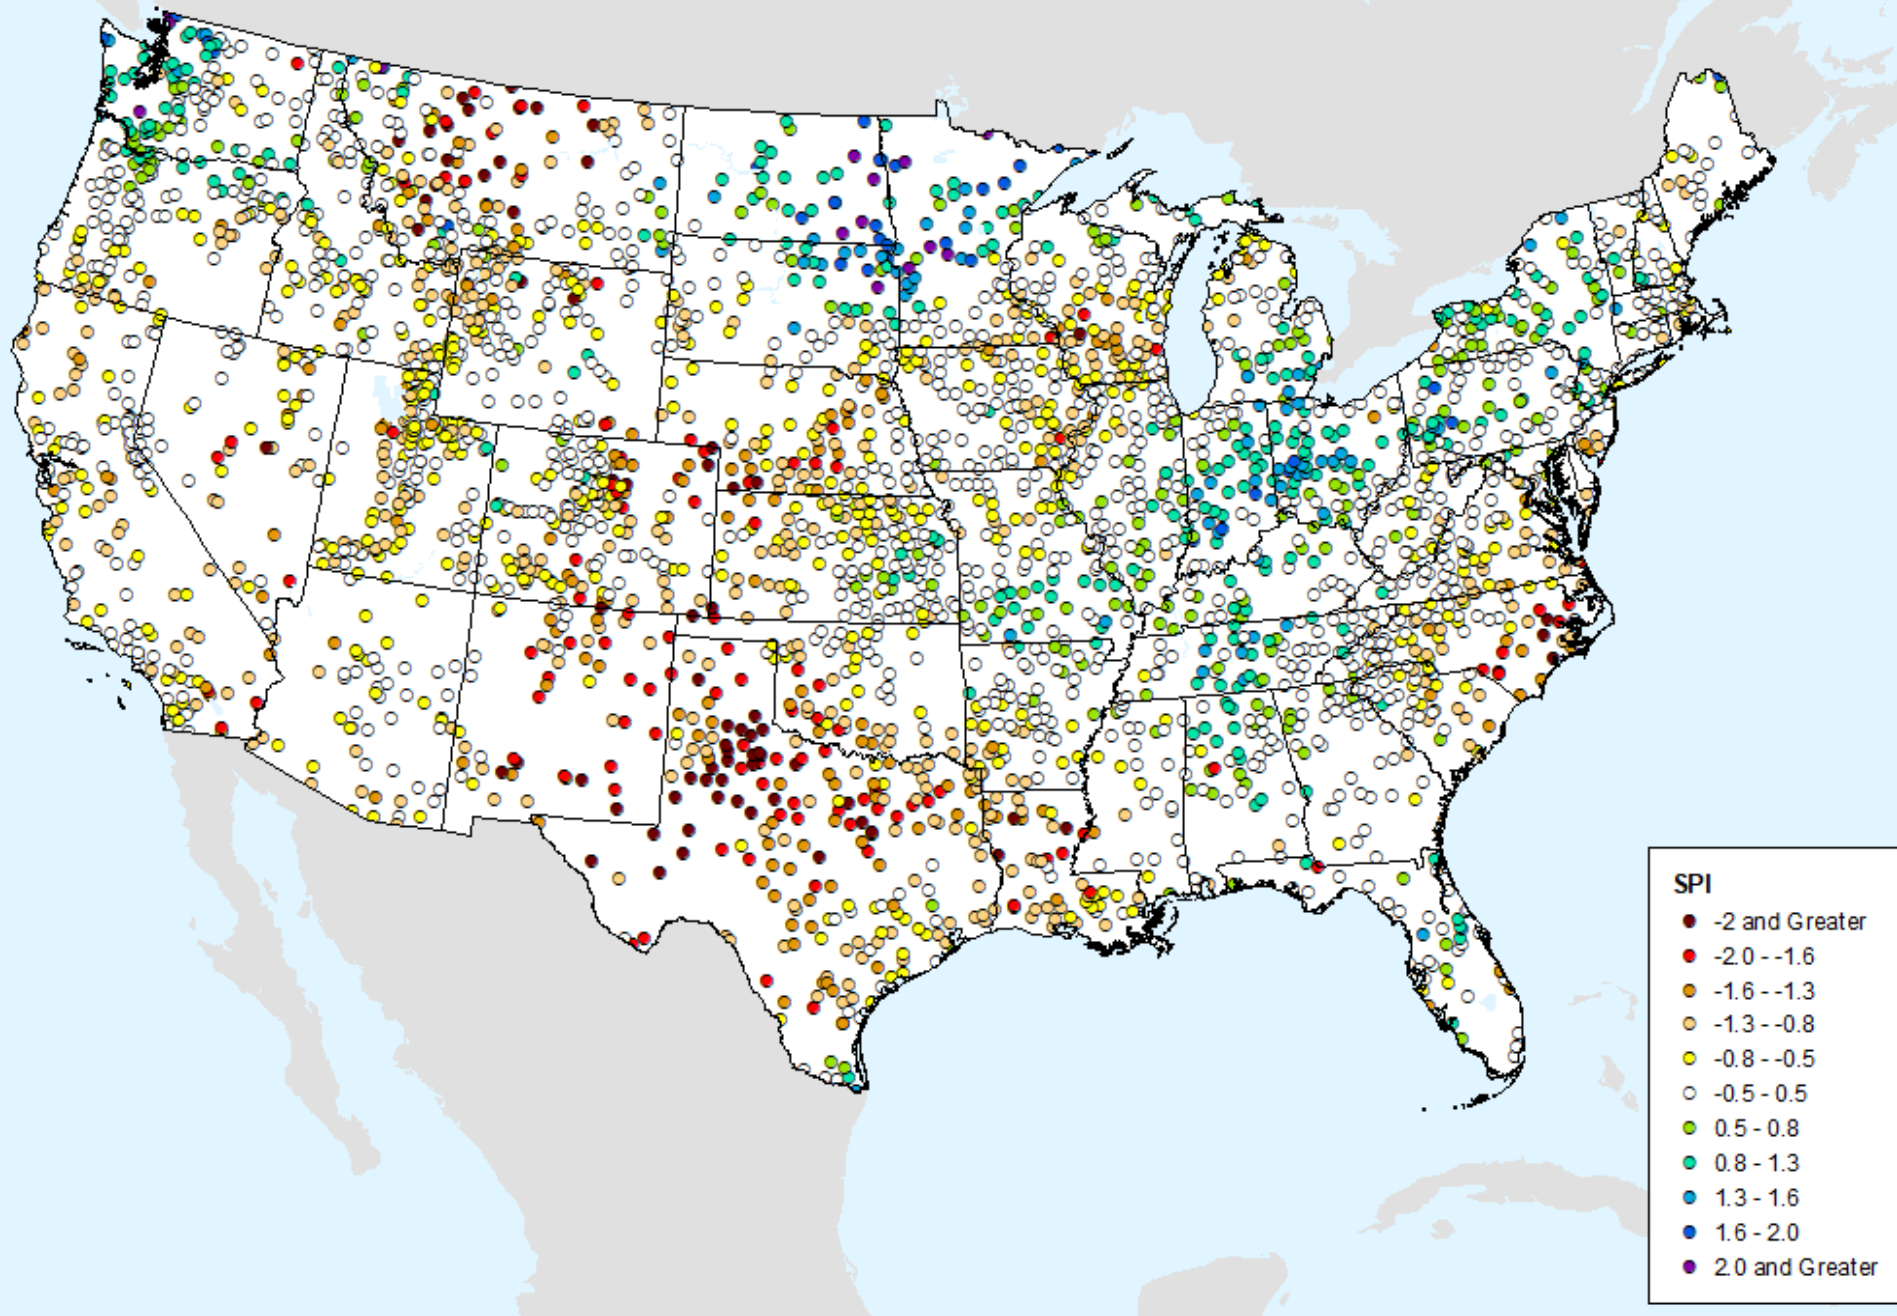 SPI
-2 and Greater
-2.0 - -1.6
-1.6 - -1.3
-1.3 - -0.8
-0.8 - -0.5
-0.5 - 0.5
0.5 - 0.8
0.8 - 1.3
1.3 - 1.6
1.6 - 2.0
2.0 and Greater